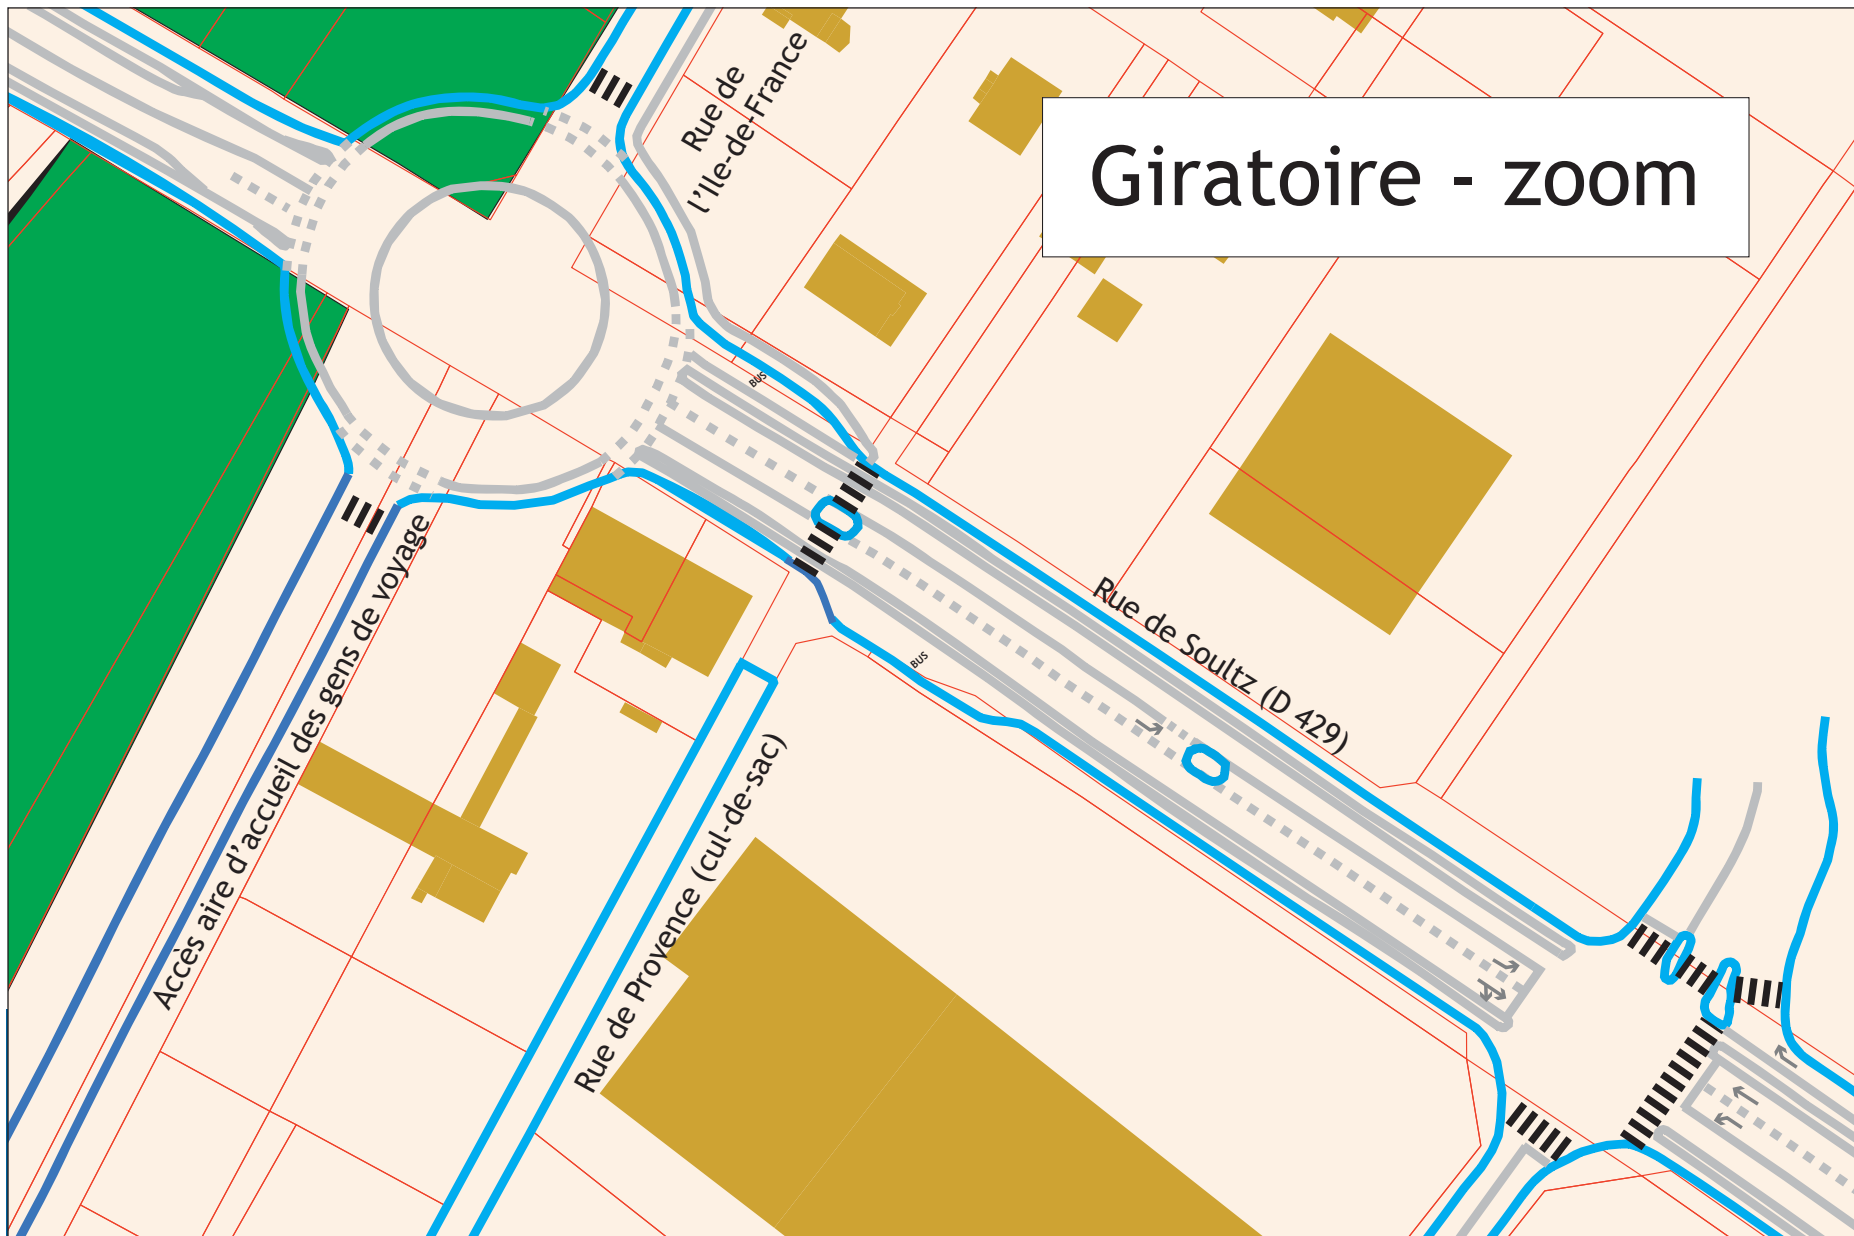 Giratoire - zoom
Rue de
l'Ile-de-France
BUS
Rue de Soultz (D 429)
BUS
Accès aire d'accueil des gens de voyage
Rue de Provence (cul-de-sac)